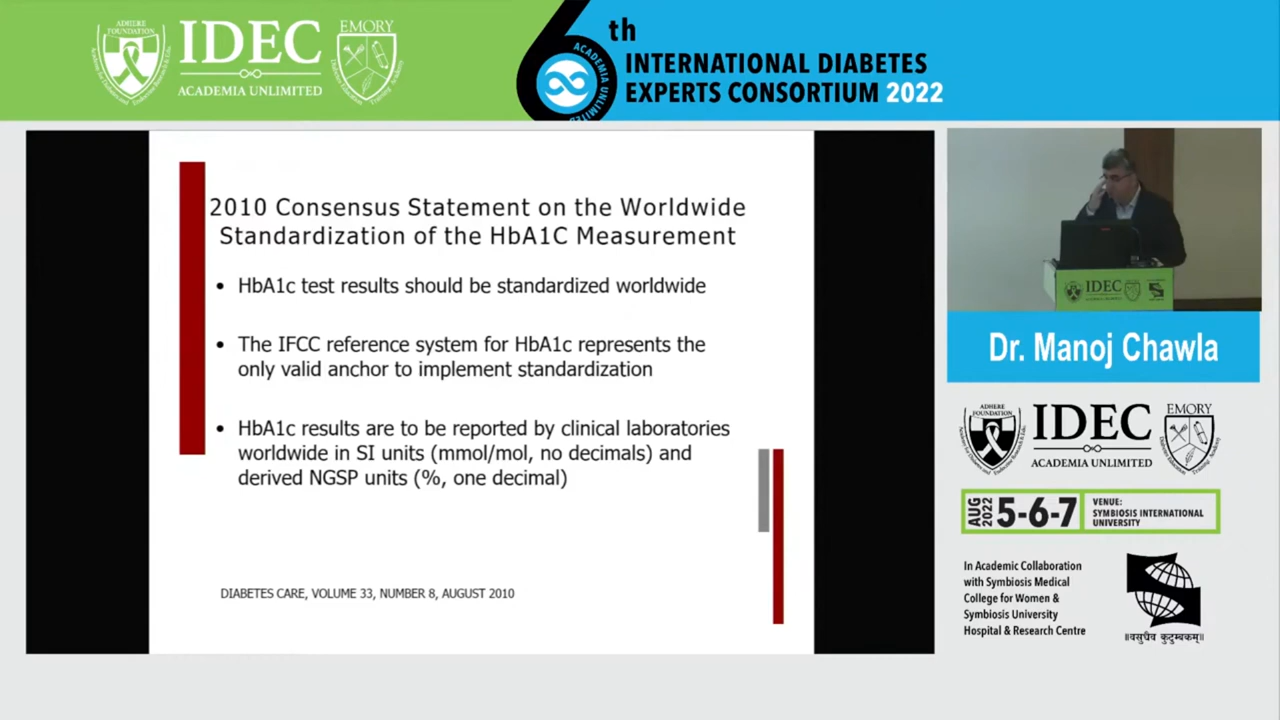 ADHERE
FOUNDATION
IDEC
ACADEMIA UNLIMITED
EMORY
6th
ACADEMIA UNLIMITED
INTERNATIONAL DIABETES
EXPERTS CONSORTIUM 2022
2010 Consensus Statement on the Worldwide
Standardization of the HbA1C Measurement
• HbA1c test results should be standardized worldwide
• The IFCC reference system for HbA1c represents the
only valid anchor to implement standardization
• HbA1c results are to be reported by clinical laboratories
worldwide in SI units (mmol/mol, no decimals) and
derived NGSP units (%, one decimal)
DIABETES CARE, VOLUME 33, NUMBER 8, AUGUST 2010
IDEC
Dr. Manoj Chawla
ADHERE
FOUNDATION
IDEC
ACADEMIA UNLIMITED
EMORY
AUG 2022
5-6-7
VENUE:
SYMBIOSIS INTERNATIONAL
UNIVERSITY
In Academic Collaboration
with Symbiosis Medical
College for Women &
Symbiosis University
Hospital & Research Centre
॥वसुधैव कुटुम्बकम्॥